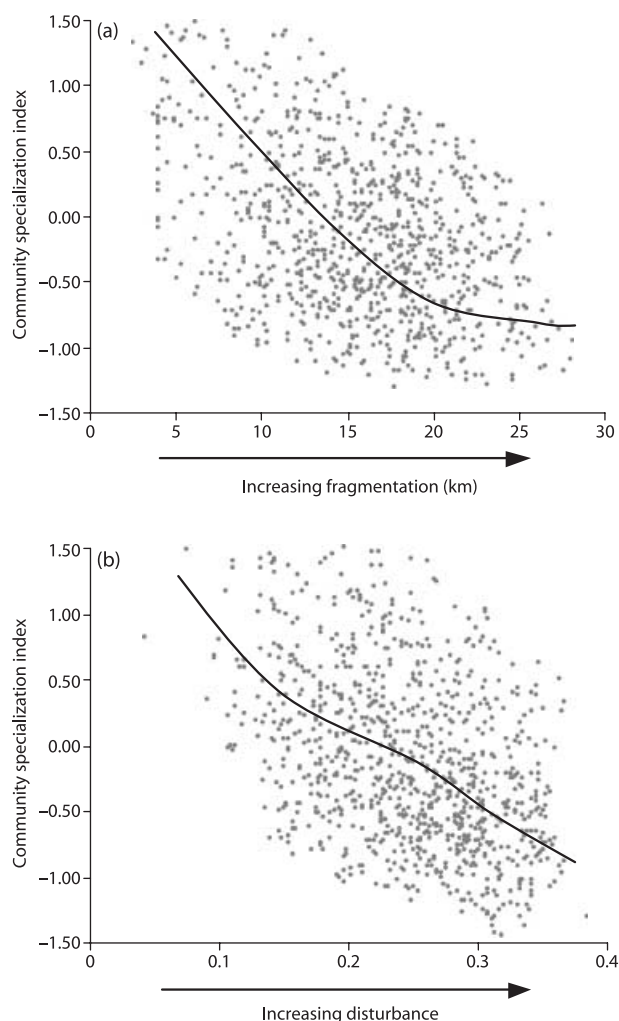 (a)
1.50
1.00
0.50
0.00
−0.50
−1.00
−1.50
Community specialization index
0 5 10 15 20 25 30
Increasing fragmentation (km)
(b)
1.50
1.00
0.50
0.00
−0.50
−1.00
−1.50
Community specialization index
0 0.1 0.2 0.3 0.4
Increasing disturbance